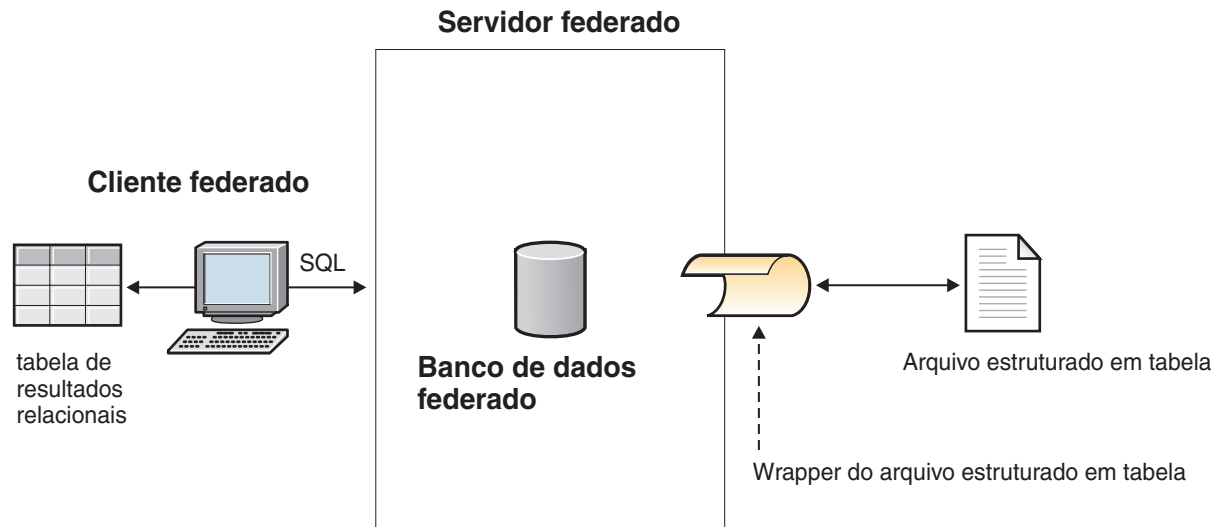 Servidor federado
Cliente federado
SQL
tabela de
resultados
relacionais
Banco de dados
federado
Arquivo estruturado em tabela
Wrapper do arquivo estruturado em tabela